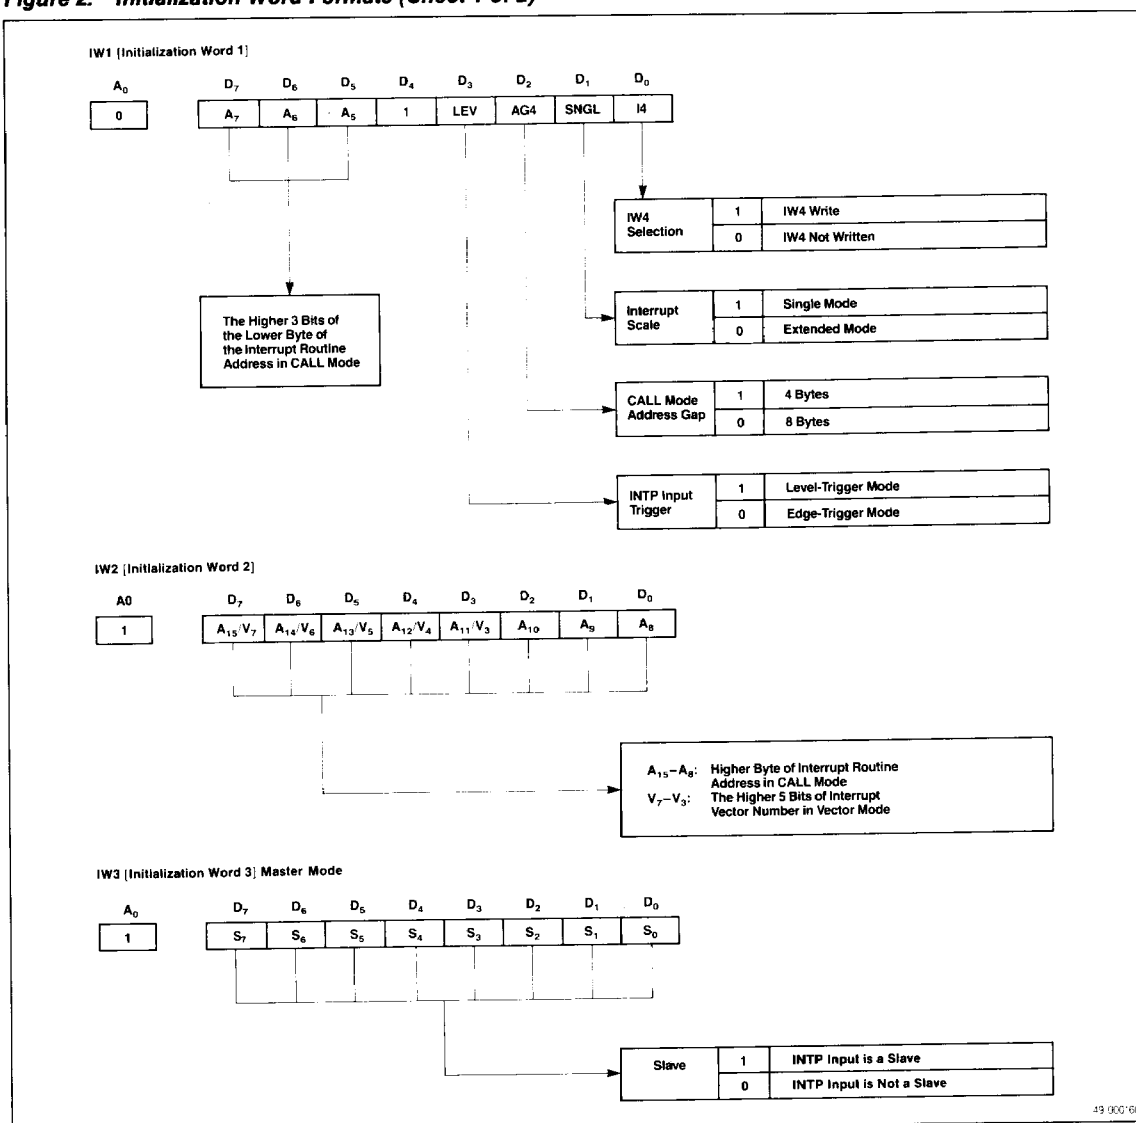 Figure 2. Initialization Word Formats (Sheet 1 of 2)
IW1 [Initialization Word 1]
A0 D7 D6 D5 D4 D3 D2 D1 D0
0 A7 A6 A5 1 LEV AG4 SNGL I4
IW4 Selection
1 IW4 Write
0 IW4 Not Written
The Higher 3 Bits of
the Lower Byte of
the Interrupt Routine
Address in CALL Mode
Interrupt Scale
1 Single Mode
0 Extended Mode
CALL Mode Address Gap
1 4 Bytes
0 8 Bytes
INTP Input Trigger
1 Level-Trigger Mode
0 Edge-Trigger Mode
IW2 [Initialization Word 2]
A0 D7 D6 D5 D4 D3 D2 D1 D0
1 A15/V7 A14/V6 A13/V5 A12/V4 A11/V3 A10 A9 A8
A15–A8: Higher Byte of Interrupt Routine
Address in CALL Mode
V7–V3: The Higher 5 Bits of Interrupt
Vector Number in Vector Mode
IW3 [Initialization Word 3] Master Mode
A0 D7 D6 D5 D4 D3 D2 D1 D0
1 S7 S6 S5 S4 S3 S2 S1 S0
Slave
1 INTP Input is a Slave
0 INTP Input is Not a Slave